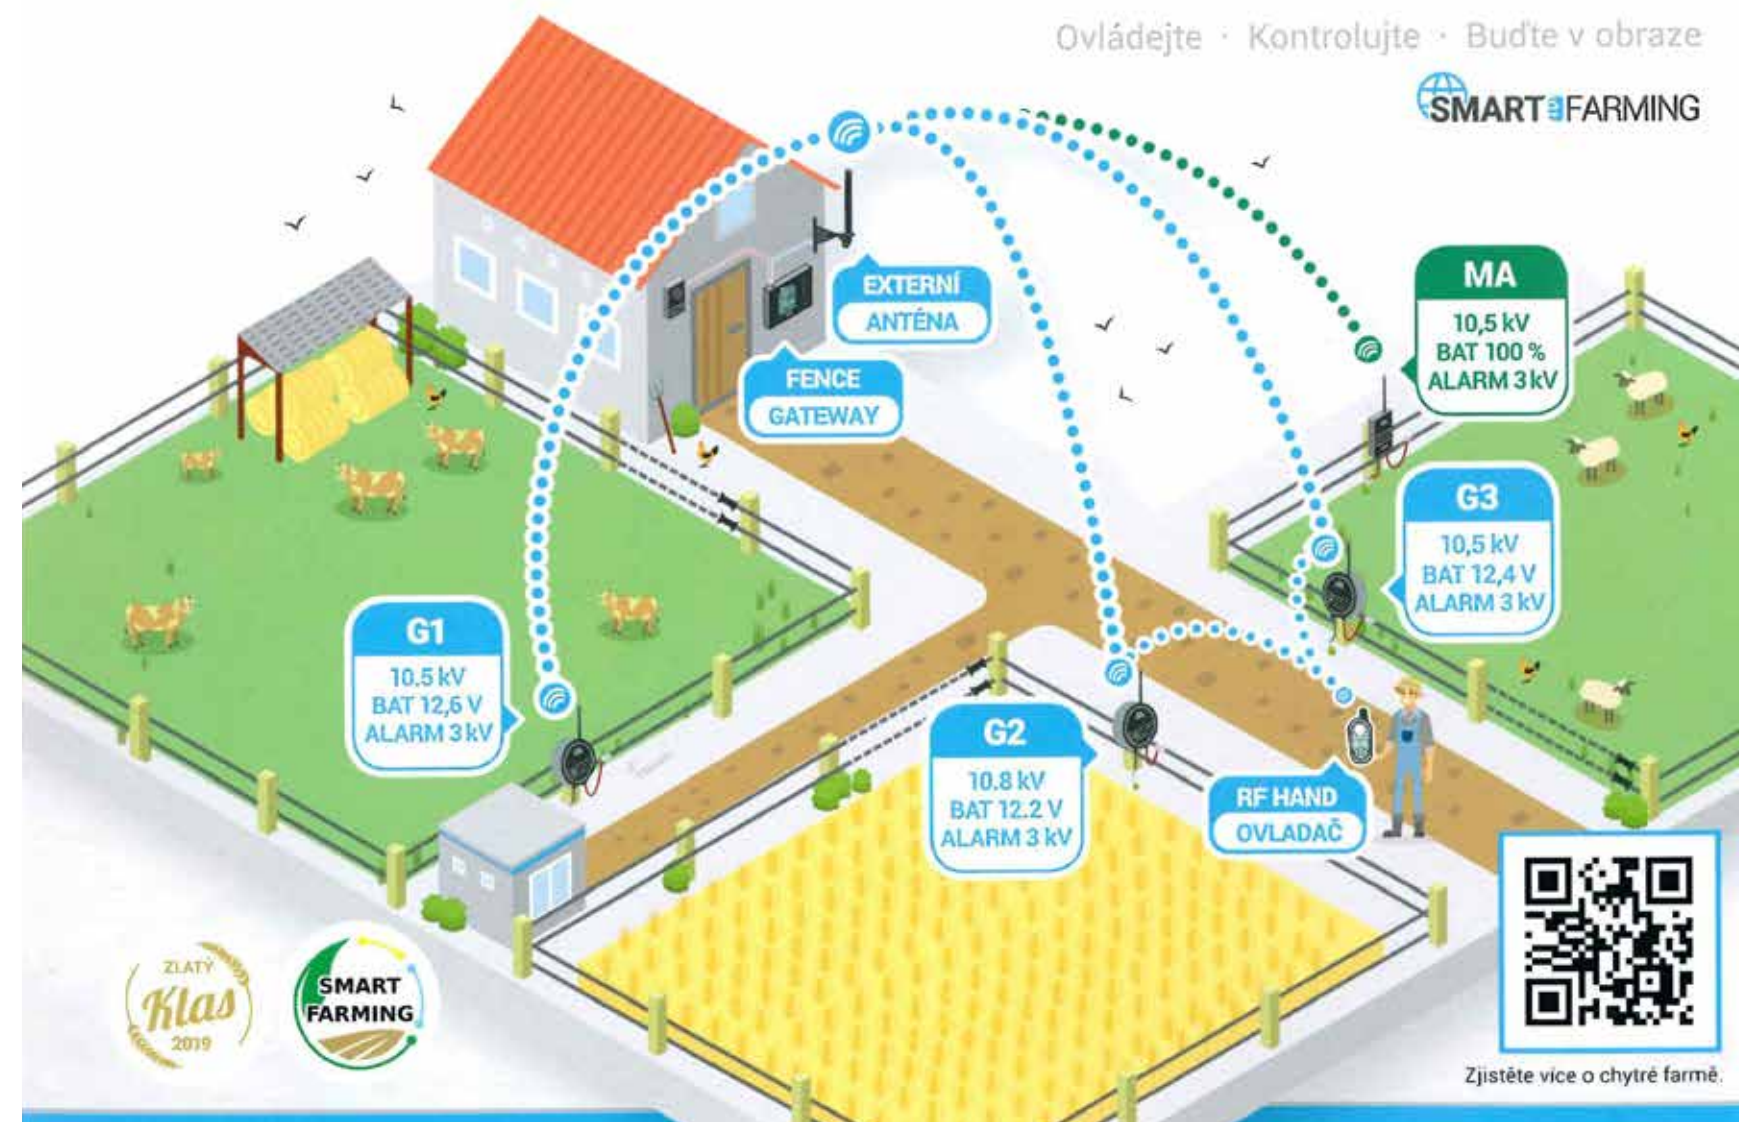 Ovládejte · Kontrolujte · Buďte v obraze
SMART FARMING
EXTERNÍ
ANTÉNA
FENCE
GATEWAY
MA
10,5 kV
BAT 100 %
ALARM 3 kV
G3
10,5 kV
BAT 12,4 V
ALARM 3 kV
G1
10.5 kV
BAT 12,6 V
ALARM 3 kV
G2
10.8 kV
BAT 12.2 V
ALARM 3 kV
RF HAND
OVLADAČ
ZLATÝ
Klas
2019
SMART
FARMING
Zjistěte více o chytré farmě.